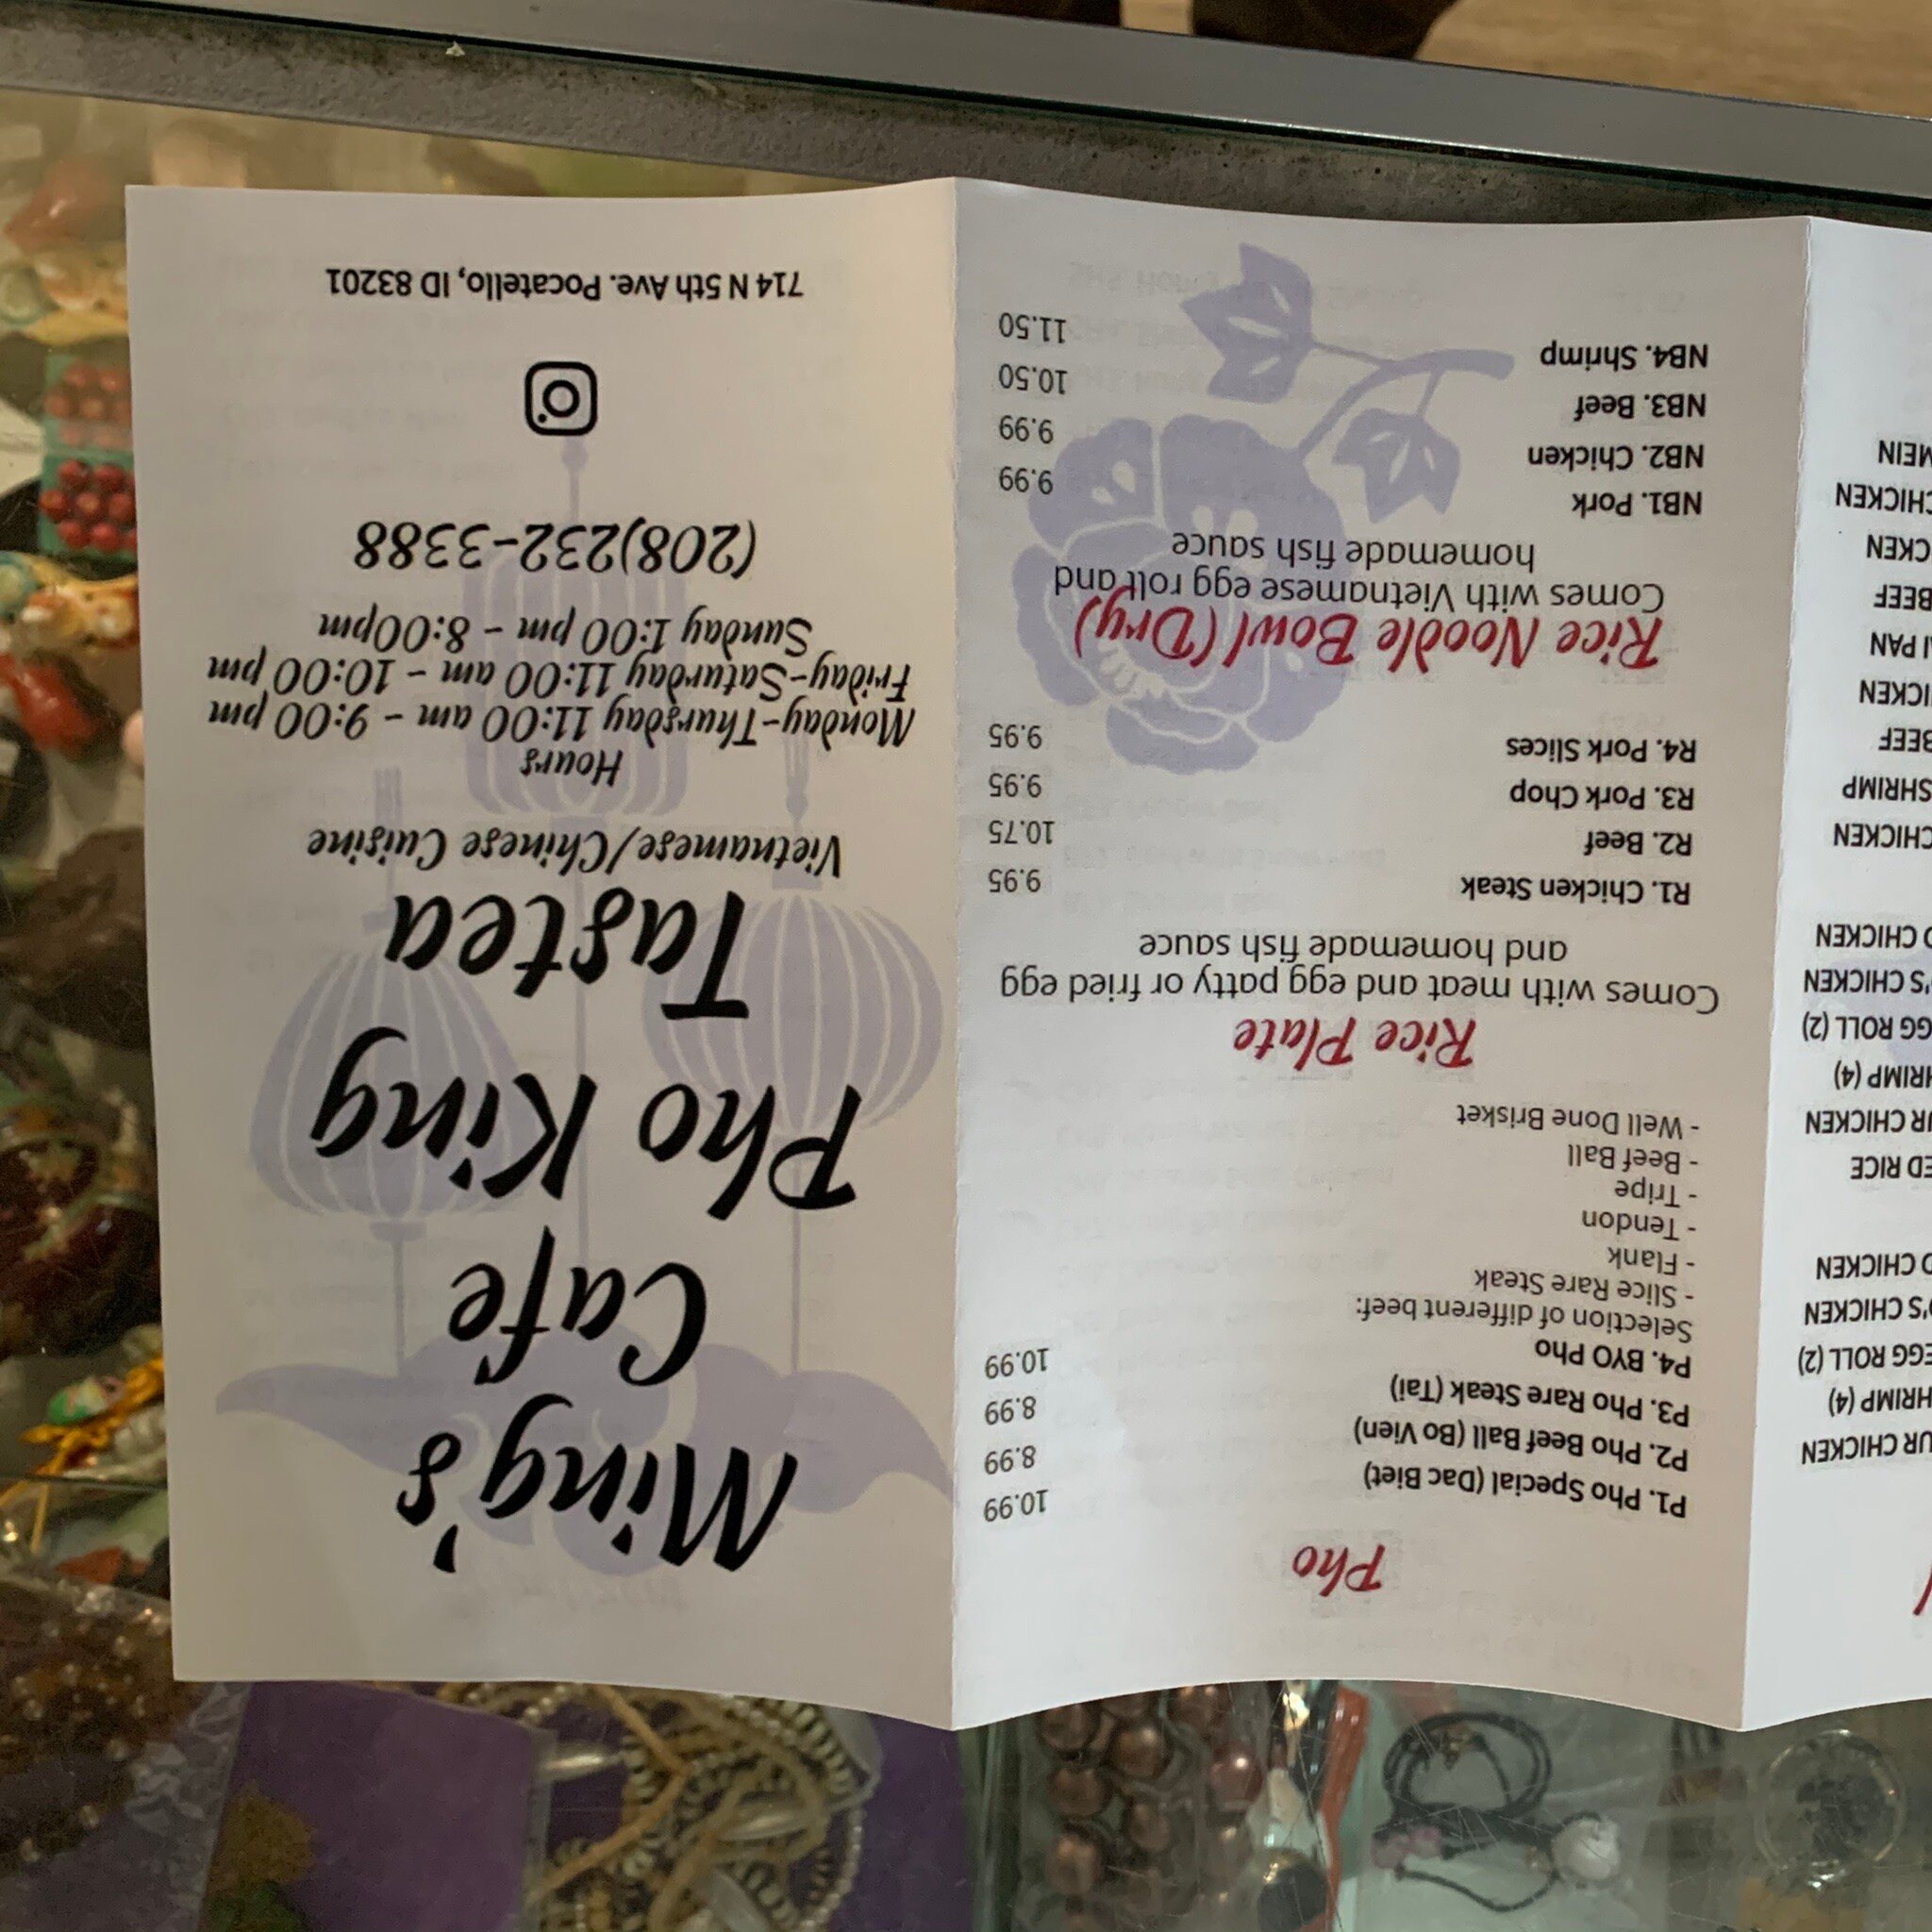 CHICKEN
(4)
EGG ROLL (2)
CHICKEN
CHICKEN
RICE
CHICKEN
(4)
ROLL (2)
CHICKEN
CHICKEN
CHICKEN
SHRIMP
BEEF
PAN
BEEF
CHICKEN
MEIN
Pho
P1. Pho Special (Dac Biet) 10.99
P2. Pho Beef Ball (Bo Vien) 8.99
P3. Pho Rare Steak (Tai) 8.99
P4. BYO Pho 10.99
Selection of different beef:
- Slice Rare Steak
- Flank
- Tendon
- Tripe
- Beef Ball
- Well Done Brisket
Rice Plate
Comes with meat and egg patty or fried egg
and homemade fish sauce
R1. Chicken Steak 9.95
R2. Beef 10.75
R3. Pork Chop 9.95
R4. Pork Slices 9.95
Rice Noodle Bowl (Dry)
Comes with Vietnamese egg roll and
homemade fish sauce
NB1. Pork 9.99
NB2. Chicken 9.99
NB3. Beef 10.50
NB4. Shrimp 11.50
Ming's
Cafe
Pho King
Tastea
Vietnamese/Chinese Cuisine
Hours
Monday-Thursday 11:00 am - 9:00 pm
Friday-Saturday 11:00 am - 10:00 pm
Sunday 1:00 pm - 8:00pm
(208)232-3388
714 N 5th Ave. Pocatello, ID 83201